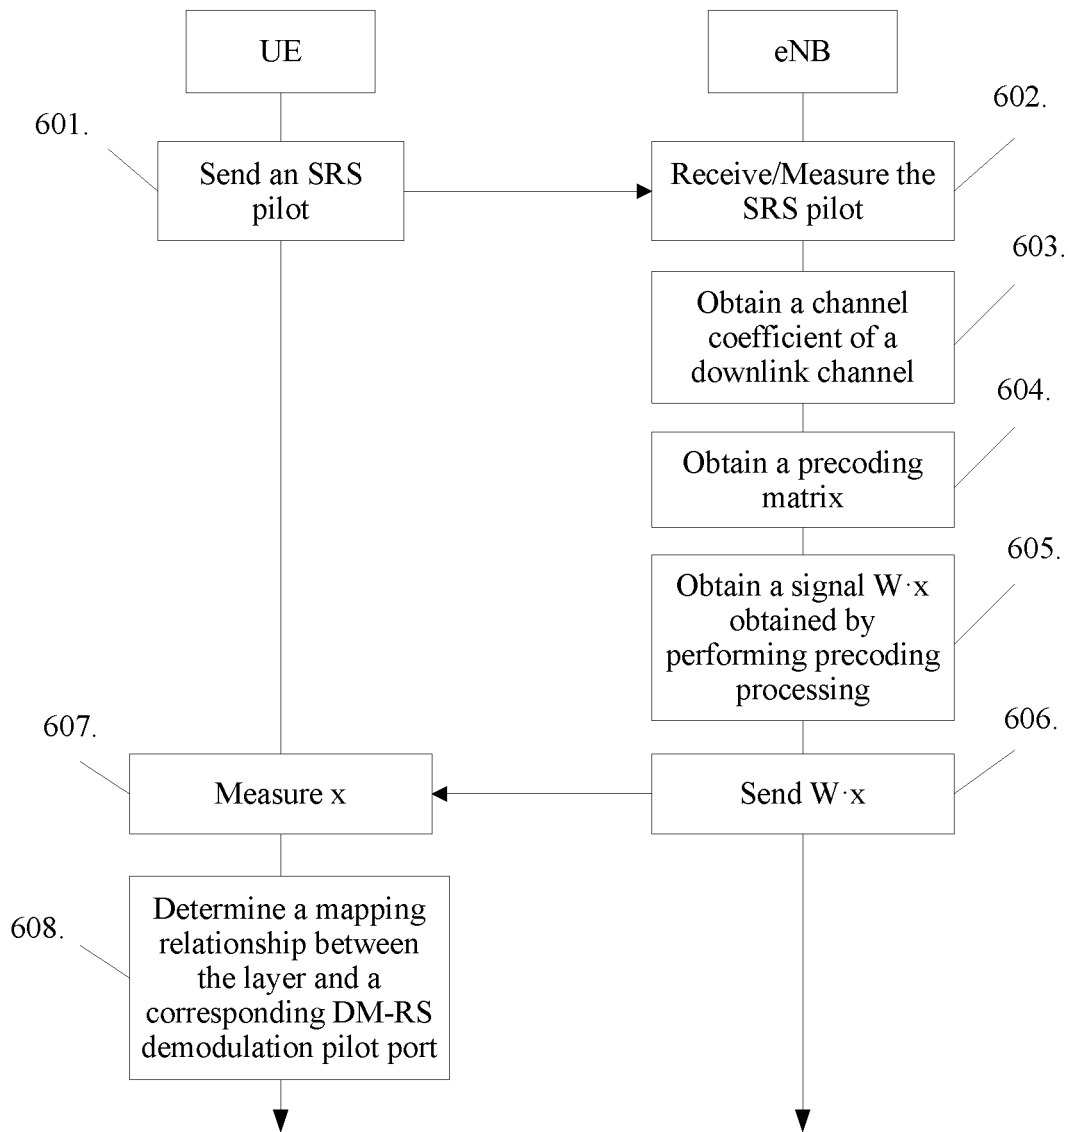 UE
eNB
601.
602.
Send an SRS
pilot
Receive/Measure the
SRS pilot
603.
Obtain a channel
coefficient of a
downlink channel
604.
Obtain a precoding
matrix
605.
Obtain a signal W·x
obtained by
performing precoding
processing
606.
607.
Measure x
Send W·x
608.
Determine a mapping
relationship between
the layer and a
corresponding DM-RS
demodulation pilot port